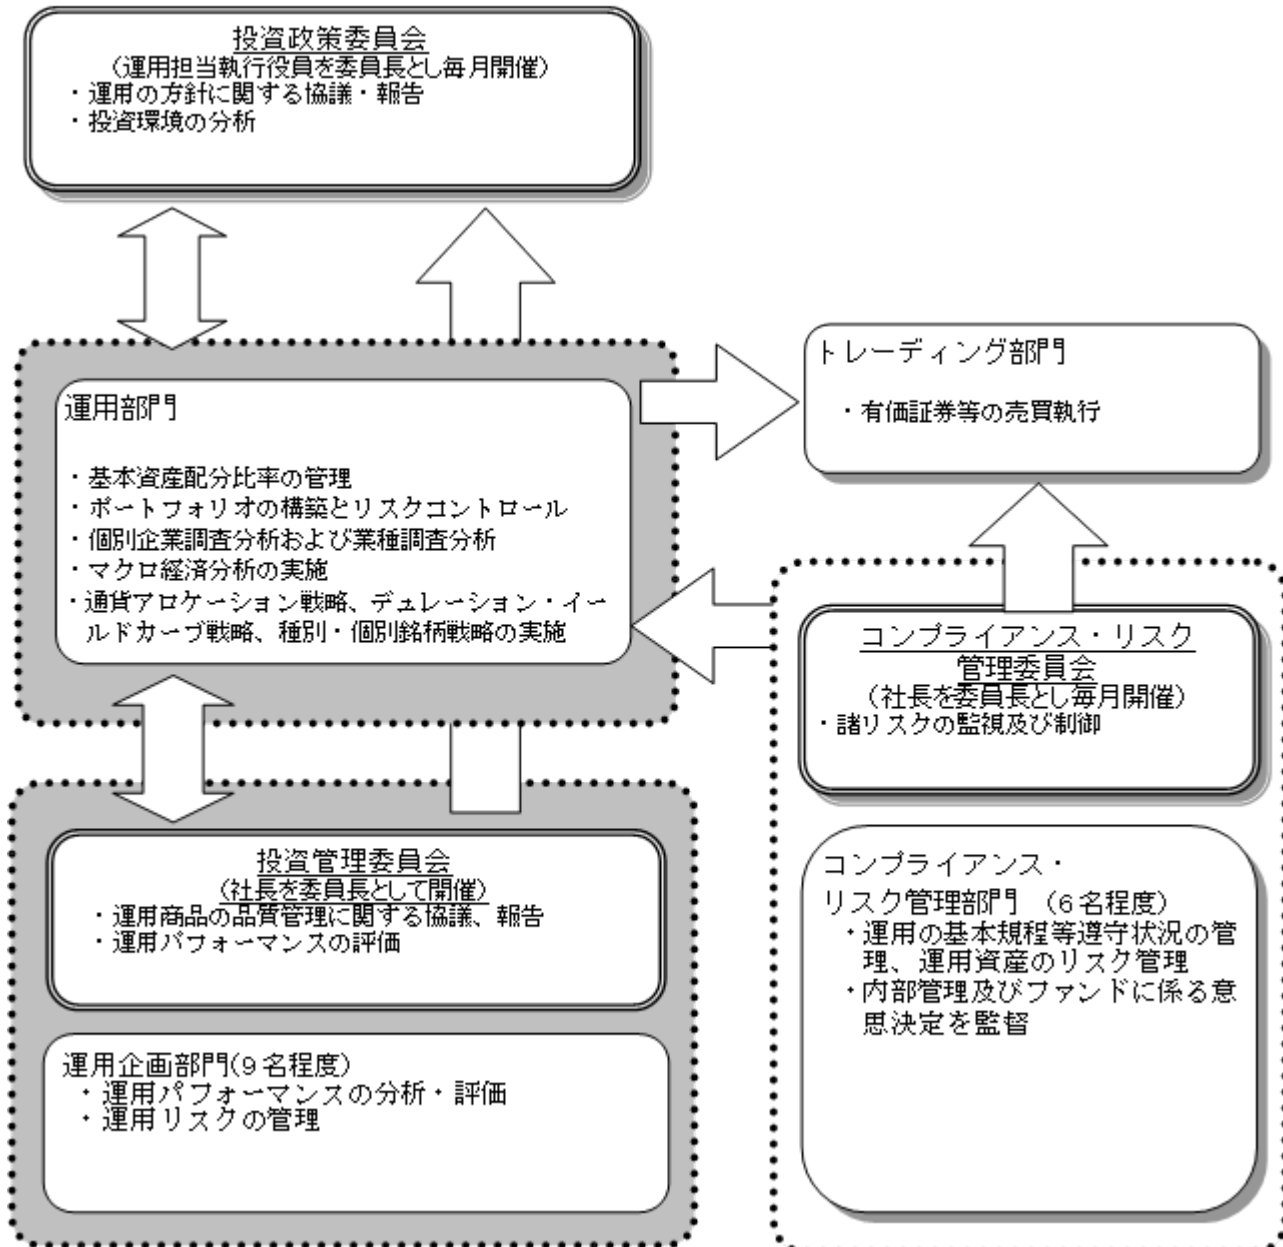 投資政策委員会
（運用担当執行役員を委員長とし毎月開催）
・運用の方針に関する協議・報告
・投資環境の分析
トレーディング部門
・有価証券等の売買執行
運用部門
・基本資産配分比率の管理
・ポートフォリオの構築とリスクコントロール
・個別企業調査分析および業種調査分析
・マクロ経済分析の実施
・通貨アロケーション戦略、デュレーション・イー
ルドカーブ戦略、種別・個別銘柄戦略の実施
コンプライアンス・リスク
管理委員会
（社長を委員長とし毎月開催）
・諸リスクの監視及び制御
コンプライアンス・
リスク管理部門　（６名程度）
・運用の基本規程等遵守状況の管
理、運用資産のリスク管理
・内部管理及びファンドに係る意
思決定を監督
投資管理委員会
（社長を委員長として開催）
・運用商品の品質管理に関する協議、報告
・運用パフォーマンスの評価
運用企画部門(９名程度)
・運用パフォーマンスの分析・評価
・運用リスクの管理